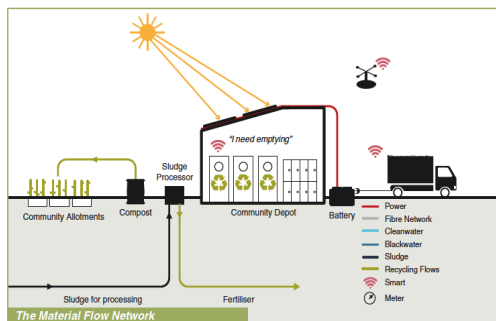 "I need emptying"
Sludge
Processor
Community Allotments
Compost
Community Depot
Battery
Power
Fibre Network
Cleanwater
Blackwater
Sludge
Recycling Flows
Smart
Meter
Sludge for processing
Fertiliser
The Material Flow Network